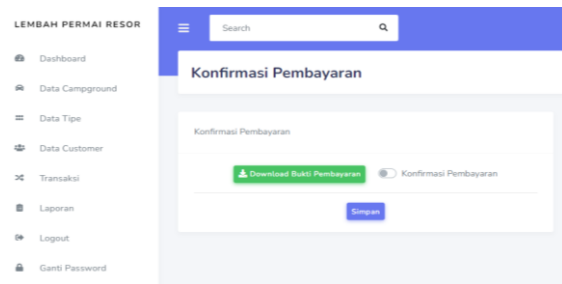 LEMBAH PERMAI RESOR
Dashboard
Data Campground
Data Tipe
Data Customer
Transaksi
Laporan
Logout
Ganti Password
Search
Konfirmasi Pembayaran
Konfirmasi Pembayaran
Download Bukti Pembayaran
Konfirmasi Pembayaran
Simpan